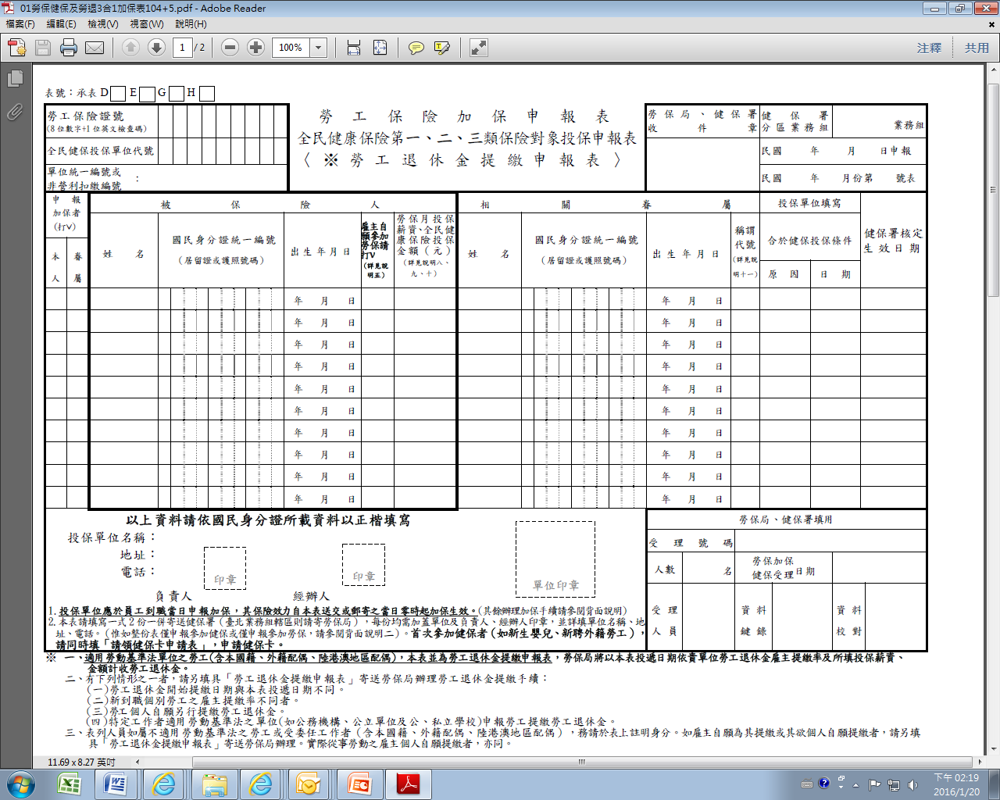 01勞保健保及勞退3合1加保表104+5.pdf - Adobe Reader
檔案(F) 編輯(E) 檢視(V) 視窗(W) 說明(H)
1 / 2 100% 注釋 共用
表號：承表 D E G H
勞工保險證號
(8 位數字+1 位英文檢查碼)
全民健保投保單位代號
單位統一編號或
非營利扣繳編號 ：
勞工保險加保申報表
全民健康保險第一、二、三類保險對象投保申報表
〈※勞工退休金提繳申報表〉
勞保局、健保署
收件章
健保署
分區業務組
業務組
民國 年 月 日申報
民國 年 月份第 號表
申報
加保者
(打V)
本人
眷屬
被保險人
姓名
國民身分證統一編號
(居留證或護照號碼)
出生年月日
雇主自
願參加
勞保請
打V
(詳見說
明五)
勞保月投保
薪資、全民健
康保險投保
金額(元)
(詳見說明八、
九、十)
相關眷屬
姓名
國民身分證統一編號
(居留證或護照號碼)
出生年月日
稱謂
代號
(詳見說
明十一)
投保單位填寫
合於健保投保條件
原因
日期
健保署核定
生效日期
年 月 日 年 月 日
年 月 日 年 月 日
年 月 日 年 月 日
年 月 日 年 月 日
年 月 日 年 月 日
年 月 日 年 月 日
年 月 日 年 月 日
年 月 日 年 月 日
年 月 日 年 月 日
年 月 日 年 月 日
以上資料請依國民身分證所載資料以正楷填寫
投保單位名稱：
地址：
電話：
印章
負責人
印章
經辦人
單位印章
勞保局、健保署填用
受理號碼
人數 名
勞保加保
健保受理日期
受理
人員
資料
鍵錄
資料
校對
1. 投保單位應於員工到職當日申報加保，其保險效力自本表送交或郵寄之當日零時起加保生效。(其餘辦理加保手續請參閱背面說明)
2. 本表請填寫一式2份一併寄送健保署（臺北業務組轄區則請寄勞保局），每份均需加蓋單位及負責人、經辦人印章，並詳填單位名稱、地
址、電話。(惟如整份表僅申報參加健保或僅申報參加勞保，請參閱背面說明二)。首次參加健保者（如新生嬰兒、新聘外籍勞工），
請同時填「請領健保卡申請表」，申請健保卡。
※ 一、適用勞動基準法單位之勞工(含本國籍、外籍配偶、陸港澳地區配偶)，本表並為勞工退休金提繳申報表，勞保局將以本表投遞日期依貴單位勞工退休金雇主提繳率及所填投保薪資、
金額計收勞工退休金。
二、有下列情形之一者，請另填具「勞工退休金提繳申報表」寄送勞保局辦理勞工退休金提繳手續：
(一)勞工退休金開始提繳日期與本表投遞日期不同。
(二)新到職個別勞工之雇主提繳率不同者。
(三)勞工個人自願另行提繳勞工退休金。
(四)特定工作者適用勞動基準法之單位(如公務機構、公立單位及公、私立學校)申報勞工提繳勞工退休金。
三、表列人員如屬不適用勞動基準法之勞工或受委任工作者（含本國籍、外籍配偶、陸港澳地區配偶），務請於表上註明身分。如雇主自願為其提繳或其欲個人自願提繳者，請另填
具「勞工退休金提繳申報表」寄送勞保局辦理。實際從事勞動之雇主個人自願提繳者，亦同。
11.69 x 8.27 英吋
下午 02:19
2016/1/20